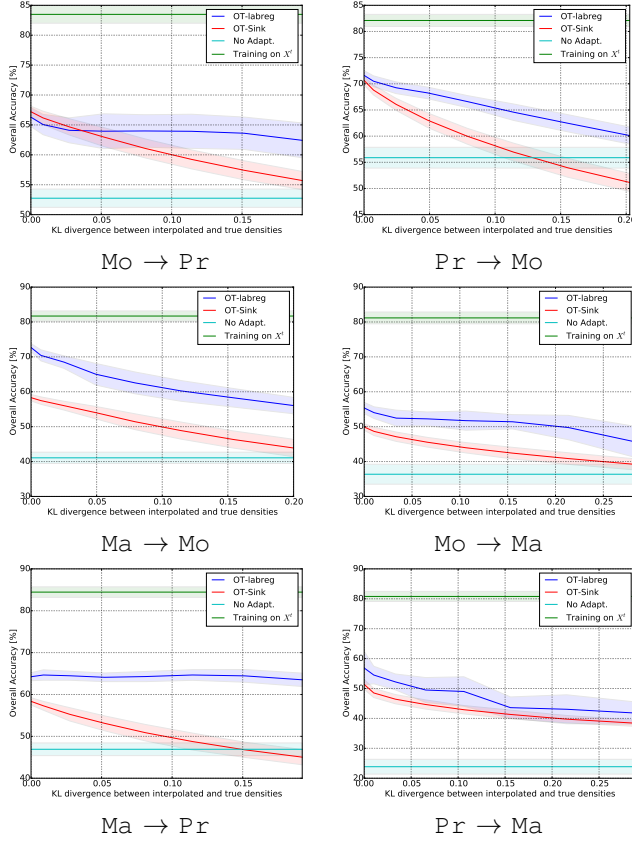 85
80
75
70
65
60
55
50
0.00 0.05 0.10 0.15
Overall Accuracy [%]
KL divergence between interpolated and true densities
OT-labreg
OT-Sink
No Adapt.
Training on X^t
Mo → Pr
85
80
75
70
65
60
55
50
45
0.00 0.05 0.10 0.15 0.20
Overall Accuracy [%]
KL divergence between interpolated and true densities
OT-labreg
OT-Sink
No Adapt.
Training on X^t
Pr → Mo
90
80
70
60
50
40
30
0.00 0.05 0.10 0.15 0.20
Overall Accuracy [%]
KL divergence between interpolated and true densities
OT-labreg
OT-Sink
No Adapt.
Training on X^t
Ma → Mo
90
80
70
60
50
40
30
0.00 0.05 0.10 0.15 0.20 0.25
Overall Accuracy [%]
KL divergence between interpolated and true densities
OT-labreg
OT-Sink
No Adapt.
Training on X^t
Mo → Ma
90
80
70
60
50
40
0.00 0.05 0.10 0.15
Overall Accuracy [%]
KL divergence between interpolated and true densities
OT-labreg
OT-Sink
No Adapt.
Training on X^t
Ma → Pr
90
80
70
60
50
40
30
20
0.00 0.05 0.10 0.15 0.20 0.25
Overall Accuracy [%]
KL divergence between interpolated and true densities
OT-labreg
OT-Sink
No Adapt.
Training on X^t
Pr → Ma